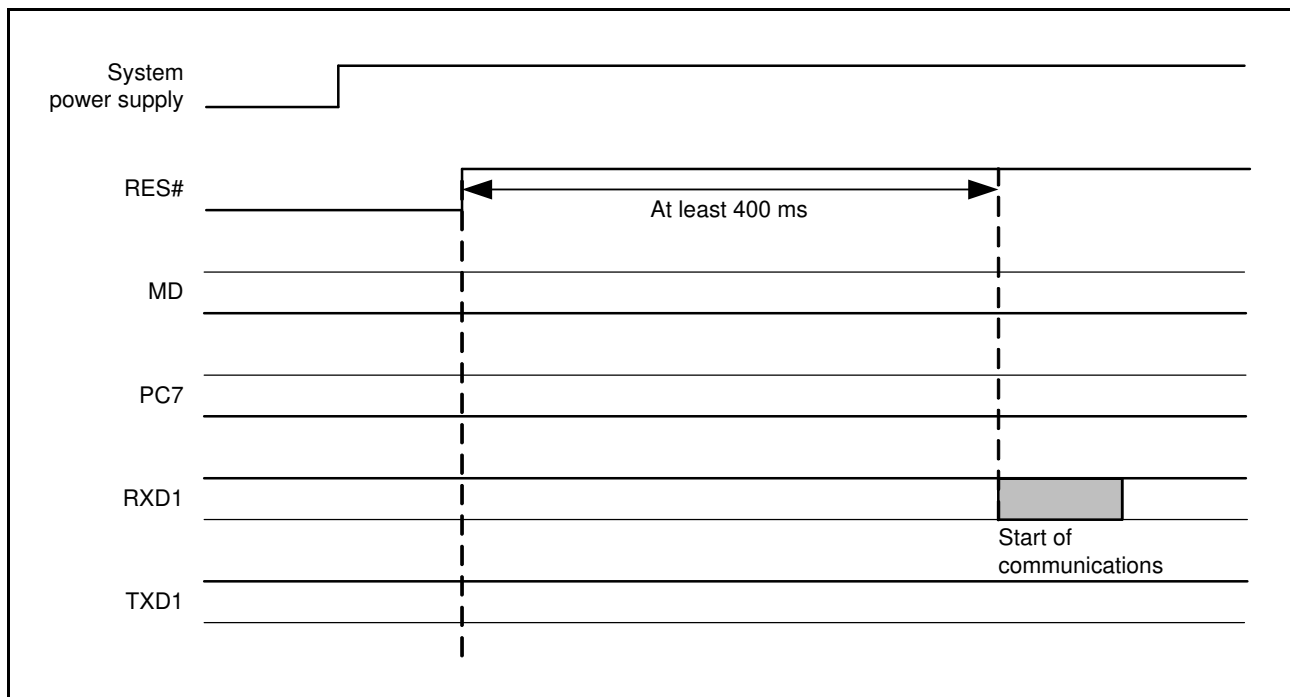 System
power supply
RES#
At least 400 ms
MD
PC7
RXD1
Start of
communications
TXD1